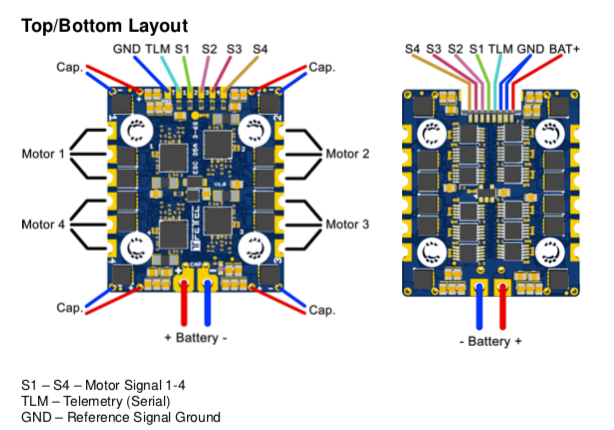 Top/Bottom Layout
GND TLM S1 S2 S3 S4
Cap. Cap.
Motor 1 Motor 2
Motor 4 Motor 3
Cap. Cap.
+ Battery -
S4 S3 S2 S1 TLM GND BAT+
- Battery +
S1 – S4 – Motor Signal 1-4
TLM – Telemetry (Serial)
GND – Reference Signal Ground